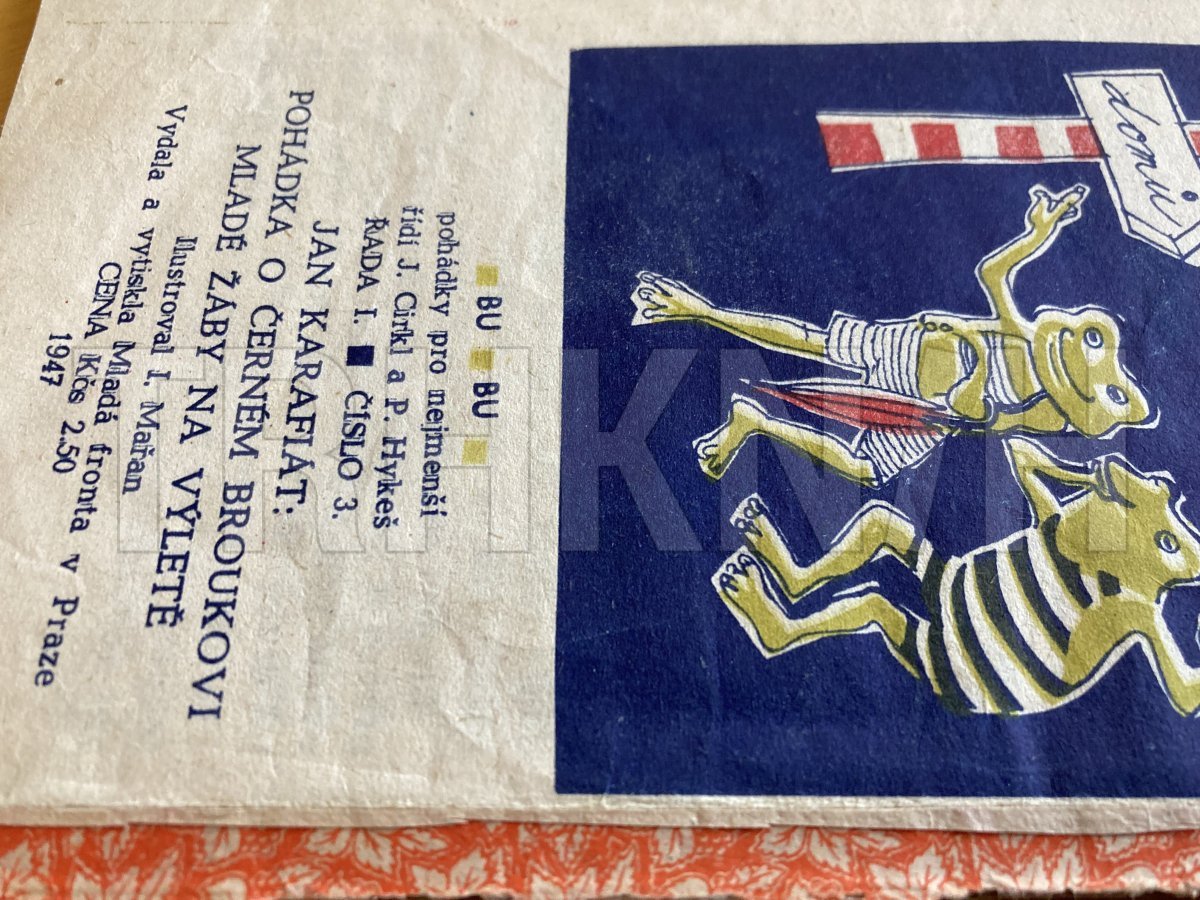 BU BU
pohádky pro nejmenší
řídí J. Cirkl a P. Hykeš
ŘADA I. ■ ČÍSLO 3.
JAN KARAFIÁT:
POHÁDKA O ČERNÉM BROUKOVI
MLADÉ ŽÁBY NA VÝLETĚ
Ilustroval I. Mařan
Vydala a vytiskla Mladá fronta v Praze
CENA Kčs 2.50
1947
domů